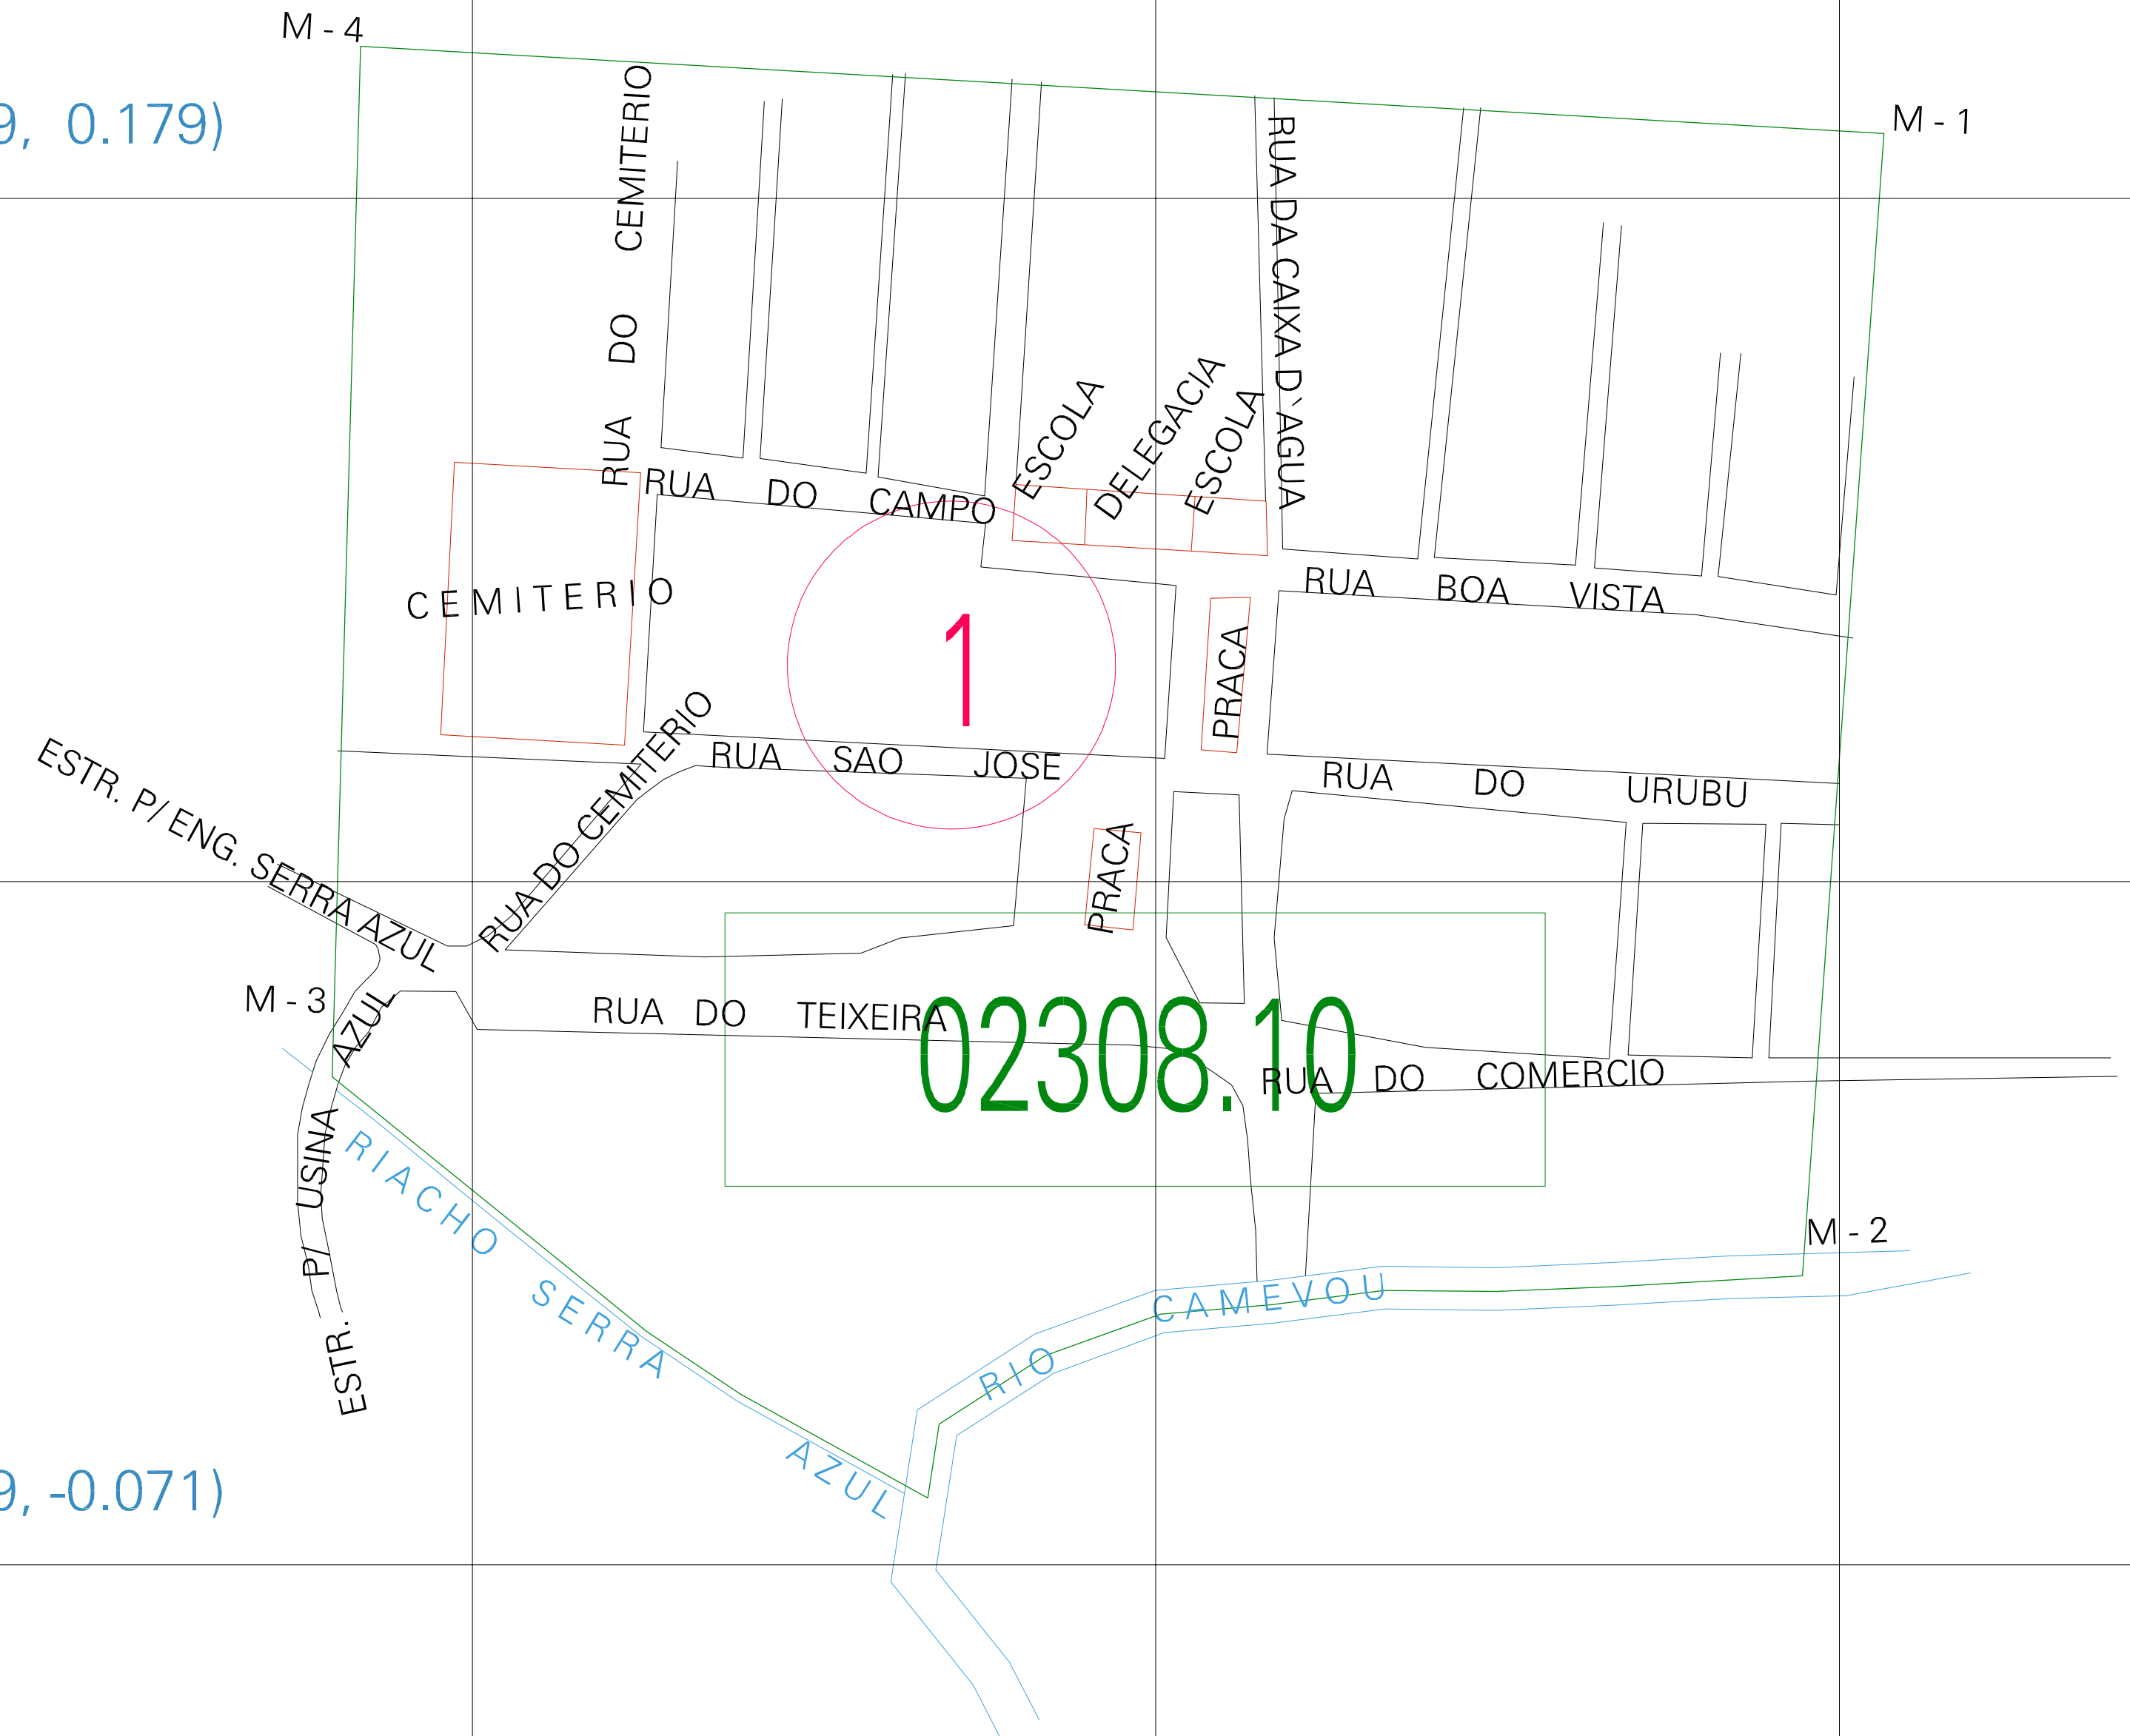 M - 4
M - 1
9, 0.179)
RUA DO CEMITERIO
RUA DA CAIXA D`AGUA
ESCOLA
DELEGACIA
ESCOLA
RUA DO CAMPO
CEMITERIO
RUA BOA VISTA
1
PRACA
RUA SAO JOSE
RUA DO URUBU
RUA DO CEMITERIO
ESTR. P/ ENG. SERRA AZUL
PRACA
M - 3
RUA DO TEIXEIRA
02308.10
RUA DO COMERCIO
ESTR. P/ USINA AZUL
M - 2
RIACHO SERRA AZUL
RIO CAMEVOU
9, -0.071)